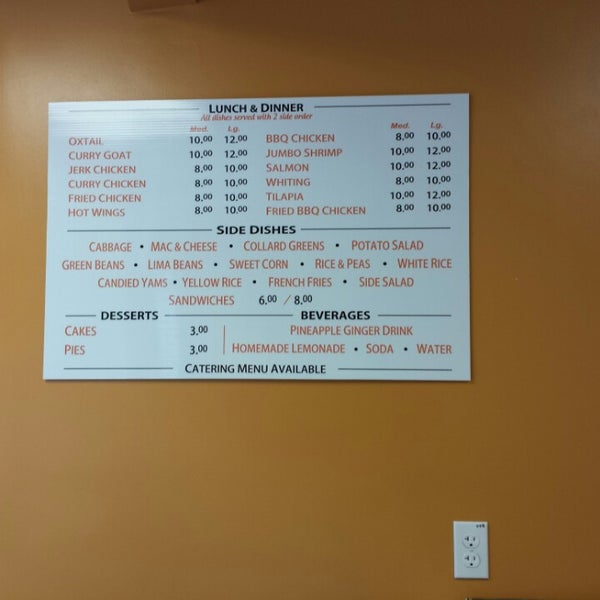 LUNCH & DINNER
All dishes served with 2 side order
Med. Lg.
OXTAIL 10.00 12.00
CURRY GOAT 10.00 12.00
JERK CHICKEN 8.00 10.00
CURRY CHICKEN 8.00 10.00
FRIED CHICKEN 8.00 10.00
HOT WINGS 8.00 10.00
Med. Lg.
BBQ CHICKEN 8.00 10.00
JUMBO SHRIMP 10.00 12.00
SALMON 10.00 12.00
WHITING 8.00 10.00
TILAPIA 10.00 12.00
FRIED BBQ CHICKEN 8.00 10.00
SIDE DISHES
CABBAGE • MAC & CHEESE • COLLARD GREENS • POTATO SALAD
GREEN BEANS • LIMA BEANS • SWEET CORN • RICE & PEAS • WHITE RICE
CANDIED YAMS • YELLOW RICE • FRENCH FRIES • SIDE SALAD
SANDWICHES 6.00 / 8.00
DESSERTS
CAKES 3.00
PIES 3.00
BEVERAGES
PINEAPPLE GINGER DRINK
HOMEMADE LEMONADE • SODA • WATER
CATERING MENU AVAILABLE